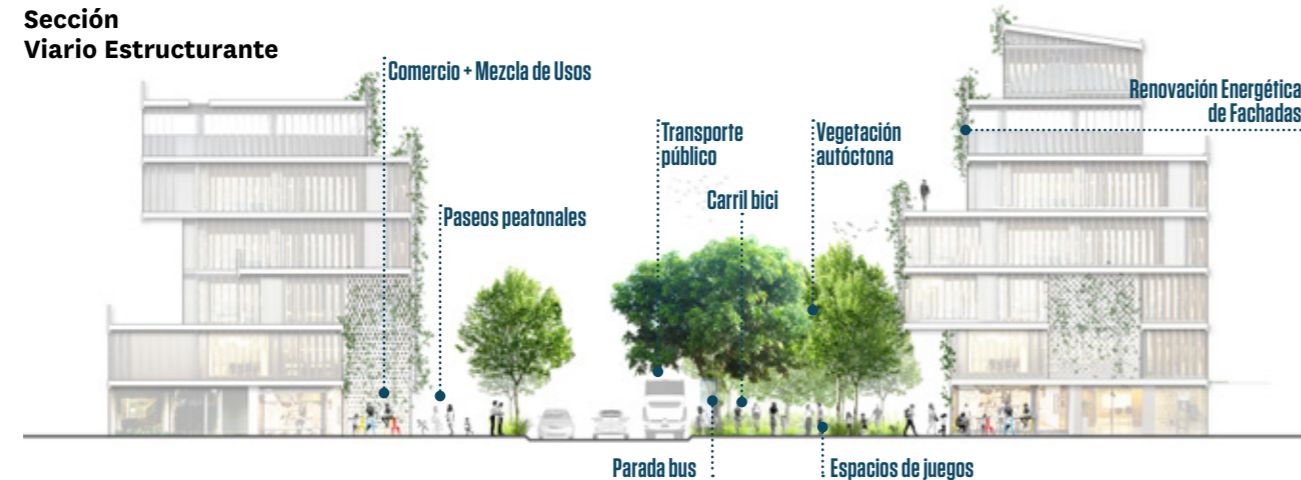 Sección
Viario Estructurante
Comercio + Mezcla de Usos
Renovación Energética
de Fachadas
Transporte
público
Vegetación
autóctona
Carril bici
Paseos peatonales
Parada bus
Espacios de juegos